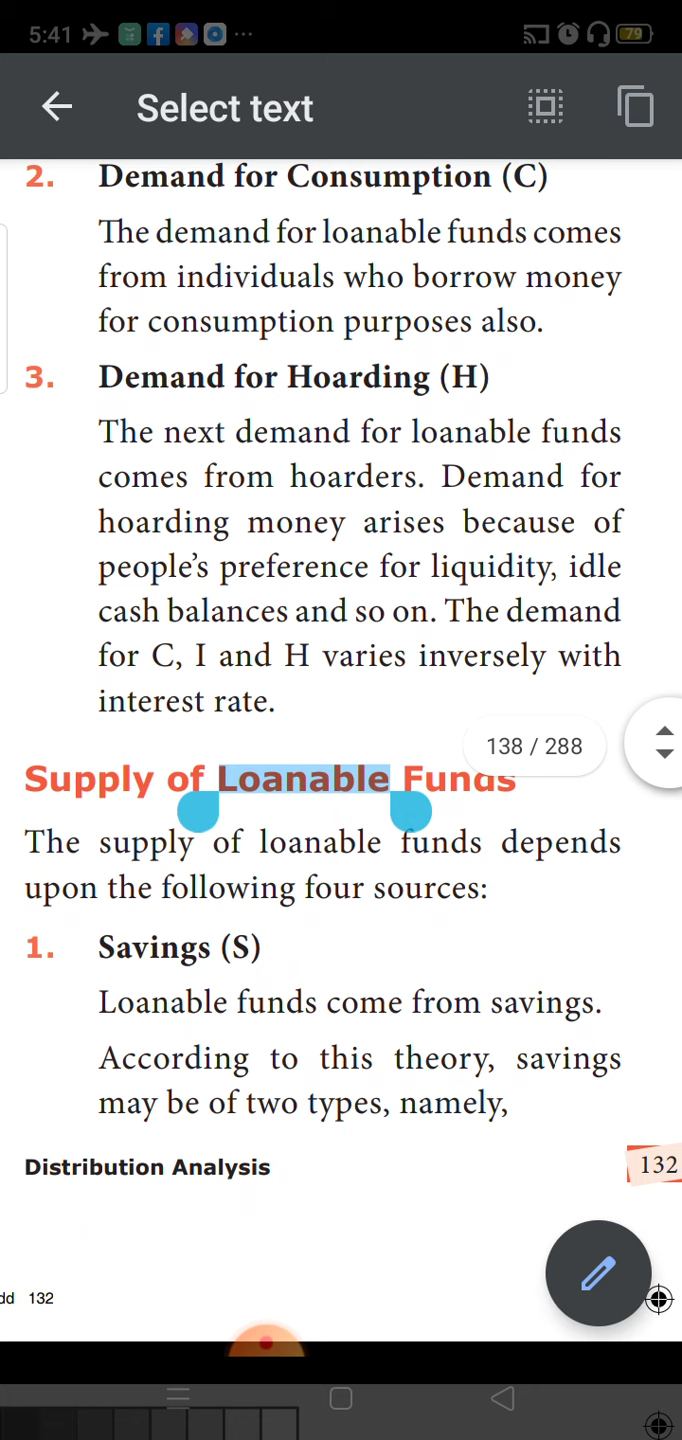 5:41
79
Select text
2. Demand for Consumption (C)
The demand for loanable funds comes
from individuals who borrow money
for consumption purposes also.
3. Demand for Hoarding (H)
The next demand for loanable funds
comes from hoarders. Demand for
hoarding money arises because of
people’s preference for liquidity, idle
cash balances and so on. The demand
for C, I and H varies inversely with
interest rate.
138 / 288
Supply of Loanable Funds
The supply of loanable funds depends
upon the following four sources:
1. Savings (S)
Loanable funds come from savings.
According to this theory, savings
may be of two types, namely,
Distribution Analysis
132
dd 132